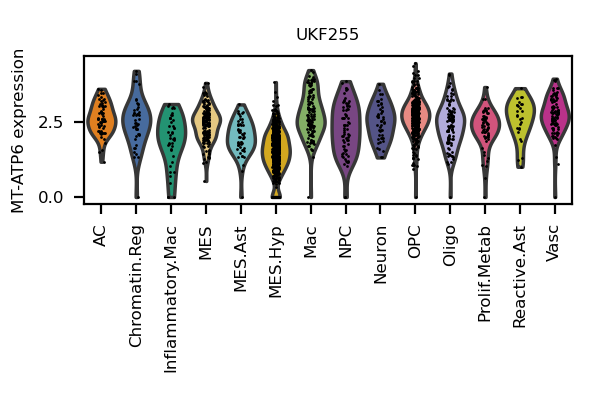 UKF255
MT-ATP6 expression
2.5
0.0
AC
Chromatin.Reg
Inflammatory.Mac
MES
MES.Ast
MES.Hyp
Mac
NPC
Neuron
OPC
Oligo
Prolif.Metab
Reactive.Ast
Vasc